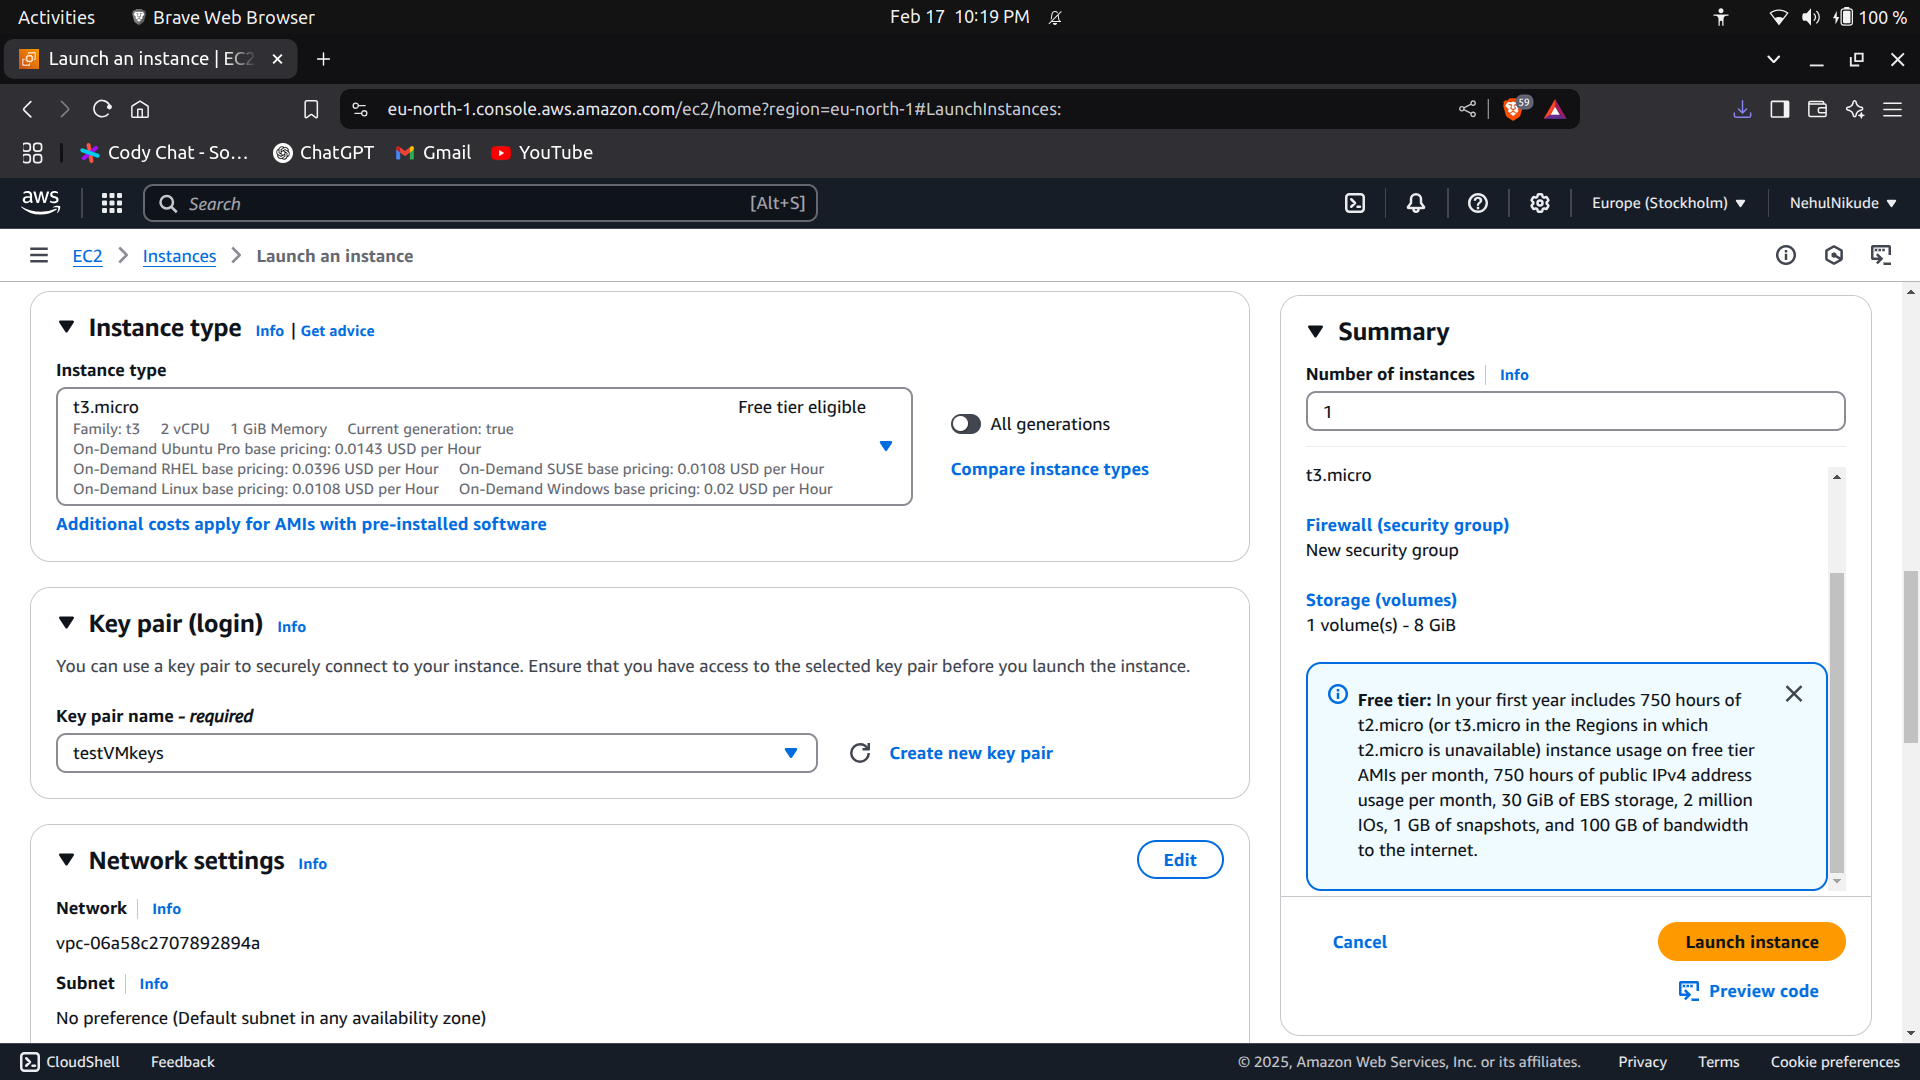 Activities
Brave Web Browser
Feb 17 10:19 PM
100 %
Launch an instance | EC2
eu-north-1.console.aws.amazon.com/ec2/home?region=eu-north-1#LaunchInstances:
59
Cody Chat - So...
ChatGPT
Gmail
YouTube
aws
Search
[Alt+S]
Europe (Stockholm)
NehulNikude
EC2
Instances
Launch an instance
Instance type
Info
| Get advice
Instance type
t3.micro
Free tier eligible
Family: t3 2 vCPU 1 GiB Memory Current generation: true
On-Demand Ubuntu Pro base pricing: 0.0143 USD per Hour
On-Demand RHEL base pricing: 0.0396 USD per Hour On-Demand SUSE base pricing: 0.0108 USD per Hour
On-Demand Linux base pricing: 0.0108 USD per Hour On-Demand Windows base pricing: 0.02 USD per Hour
All generations
Compare instance types
Additional costs apply for AMIs with pre-installed software
Key pair (login)
Info
You can use a key pair to securely connect to your instance. Ensure that you have access to the selected key pair before you launch the instance.
Key pair name - required
testVMkeys
Create new key pair
Network settings
Info
Edit
Network
Info
vpc-06a58c2707892894a
Subnet
Info
No preference (Default subnet in any availability zone)
Summary
Number of instances
Info
1
t3.micro
Firewall (security group)
New security group
Storage (volumes)
1 volume(s) - 8 GiB
Free tier: In your first year includes 750 hours of
t2.micro (or t3.micro in the Regions in which
t2.micro is unavailable) instance usage on free tier
AMIs per month, 750 hours of public IPv4 address
usage per month, 30 GiB of EBS storage, 2 million
IOs, 1 GB of snapshots, and 100 GB of bandwidth
to the internet.
Cancel
Launch instance
Preview code
CloudShell
Feedback
© 2025, Amazon Web Services, Inc. or its affiliates.
Privacy
Terms
Cookie preferences